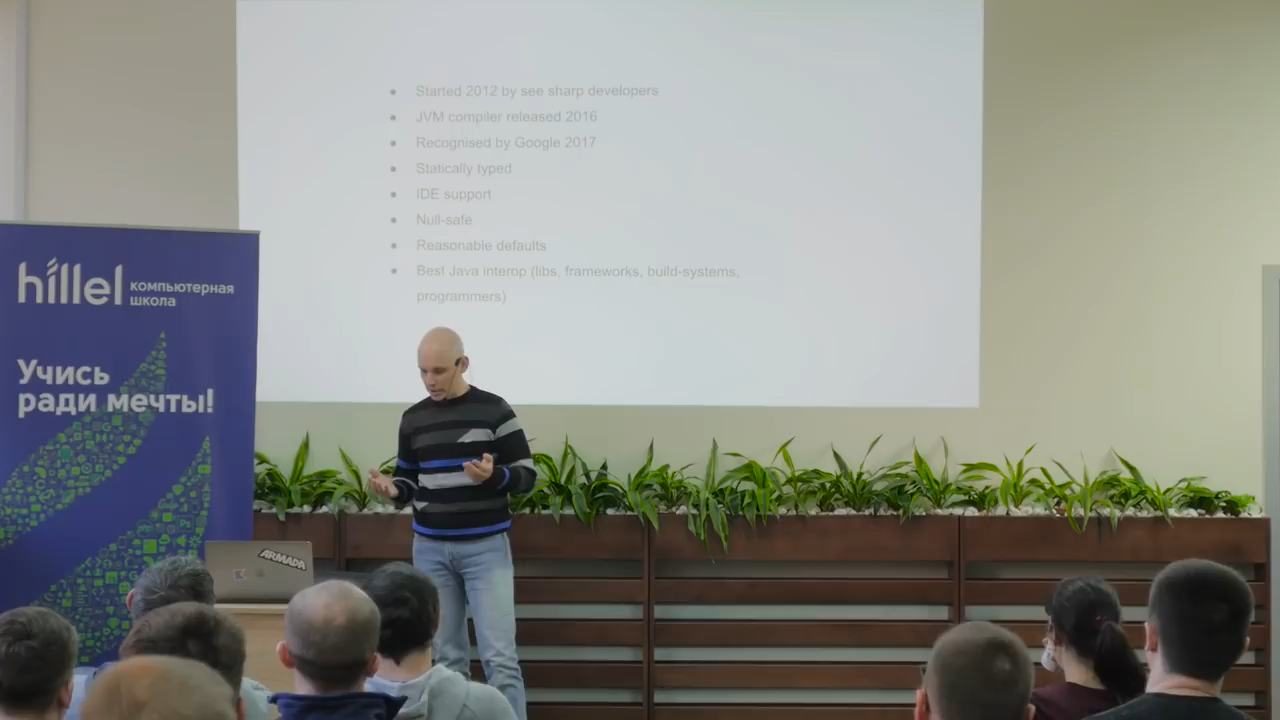 Started 2012 by see sharp developers
JVM compiler released 2016
Recognised by Google 2017
Statically typed
IDE support
Null-safe
Reasonable defaults
Best Java interop (libs, frameworks, build-systems,
programmers)
hillel компьютерная
школа
Учись
ради мечты!
ARMADA